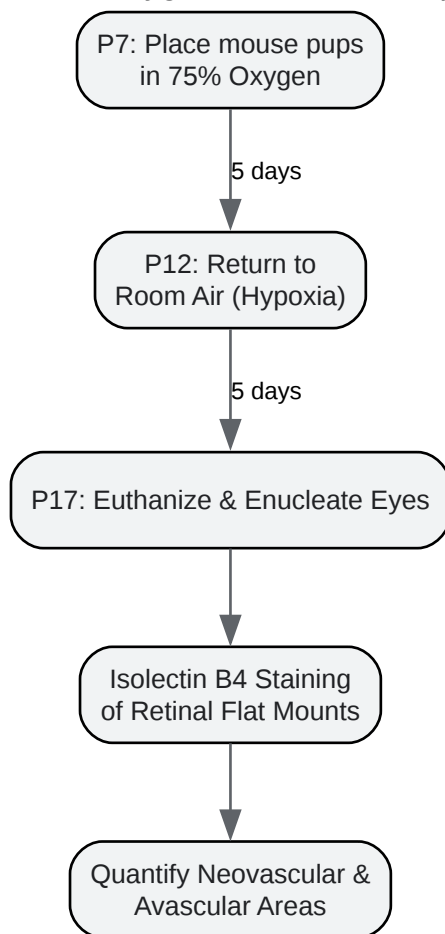 P7: Place mouse pups
in 75% Oxygen
5 days
P12: Return to
Room Air (Hypoxia)
5 days
P17: Euthanize & Enucleate Eyes
Isolectin B4 Staining
of Retinal Flat Mounts
Quantify Neovascular &
Avascular Areas